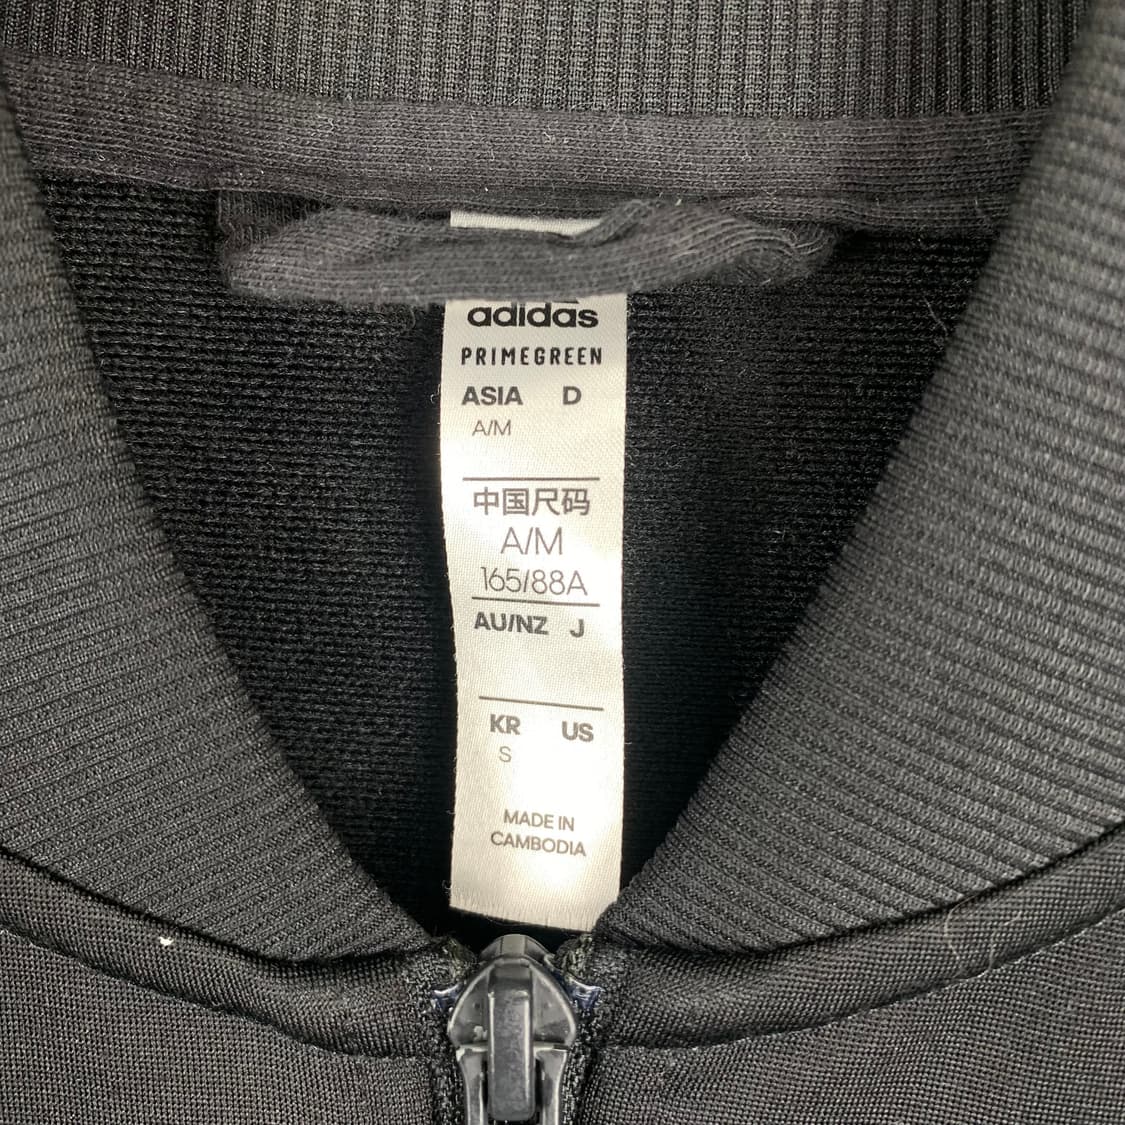 adidas
PRIMEGREEN
ASIA D
A/M
中国尺码
A/M
165/88A
AU/NZ J
KR US
S
MADE IN
CAMBODIA